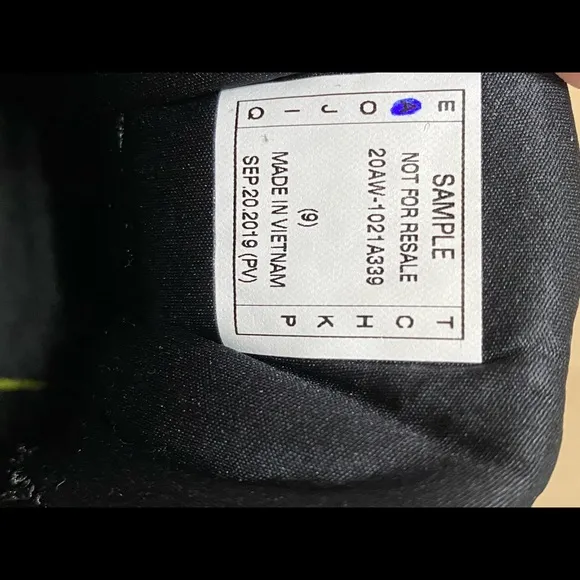 E SAMPLE T
NOT FOR RESALE C
O 20AW-1021A339 H
J (9) K
I MADE IN VIETNAM P
Q SEP.20.2019 (PV)